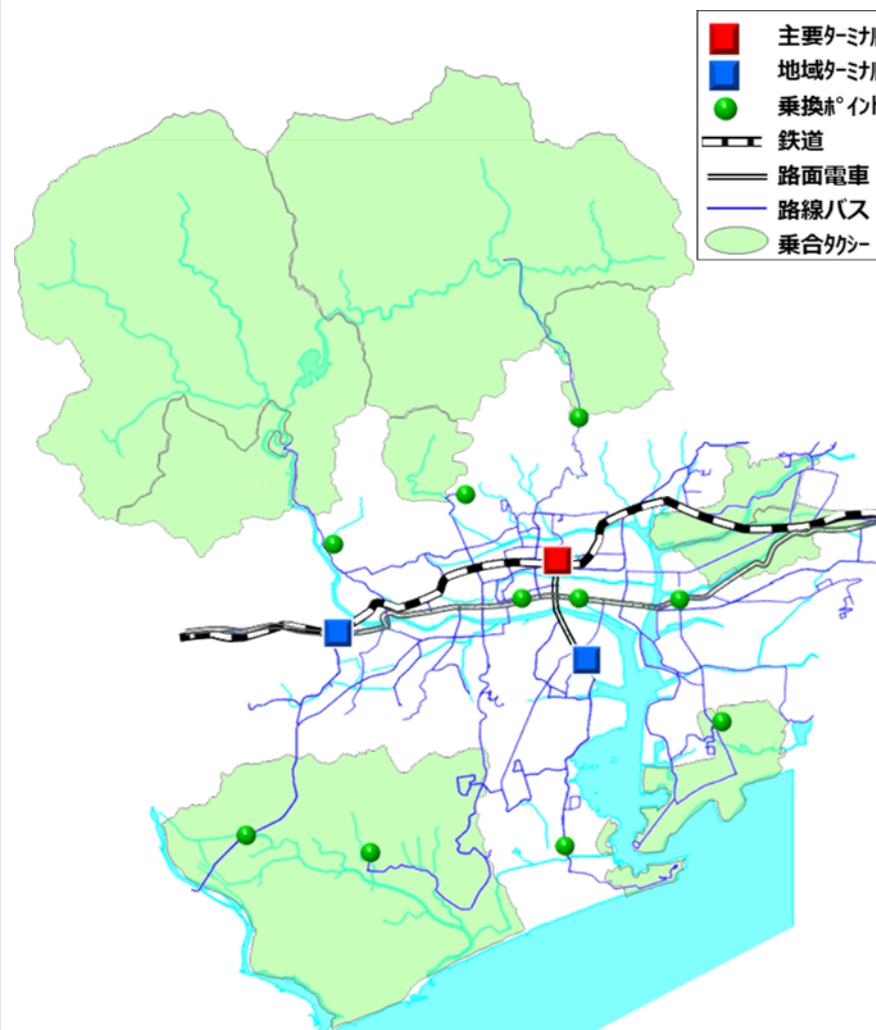 主要ターミナル
地域ターミナル
乗換ポイント
鉄道
路面電車
路線バス
乗合タクシー